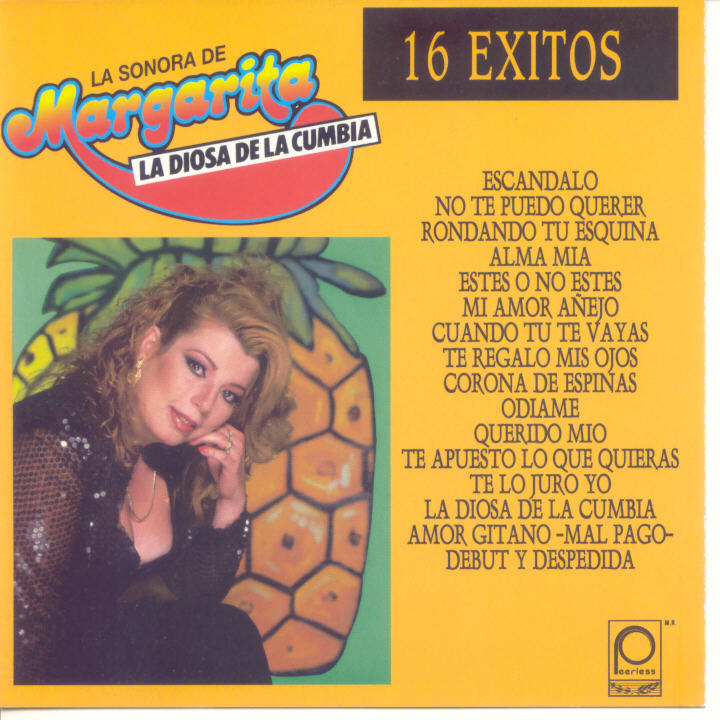 LA SONORA DE
Margarita
LA DIOSA DE LA CUMBIA
16 EXITOS
ESCANDALO
NO TE PUEDO QUERER
RONDANDO TU ESQUINA
ALMA MIA
ESTES O NO ESTES
MI AMOR AÑEJO
CUANDO TU TE VAYAS
TE REGALO MIS OJOS
CORONA DE ESPINAS
ODIAME
QUERIDO MIO
TE APUESTO LO QUE QUIERAS
TE LO JURO YO
LA DIOSA DE LA CUMBIA
AMOR GITANO -MAL PAGO-
DEBUT Y DESPEDIDA
M.R.
Peerless